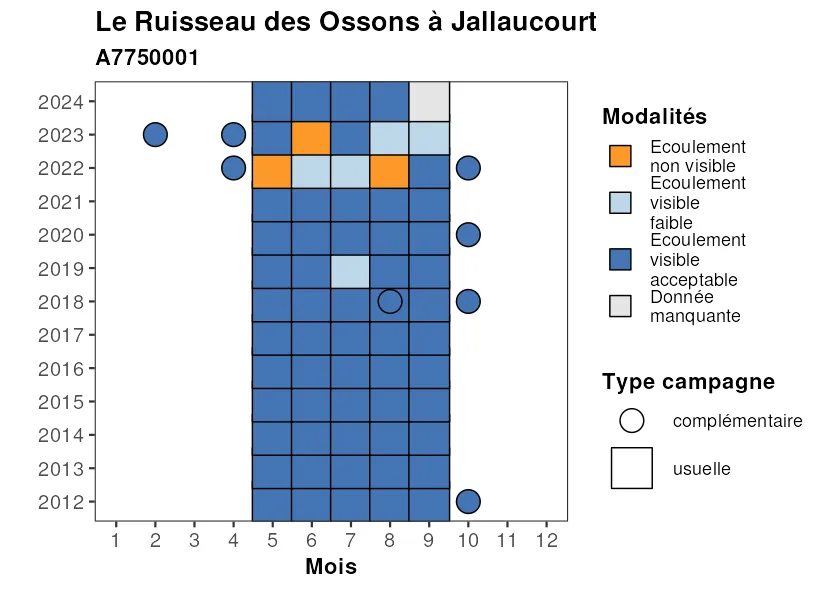 Le Ruisseau des Ossons à Jallaucourt
A7750001
2024
2023
2022
2021
2020
2019
2018
2017
2016
2015
2014
2013
2012
1 2 3 4 5 6 7 8 9 10 11 12
Mois
Modalités
Ecoulement
non visible
Ecoulement
visible
faible
Ecoulement
visible
acceptable
Donnée
manquante
Type campagne
complémentaire
usuelle